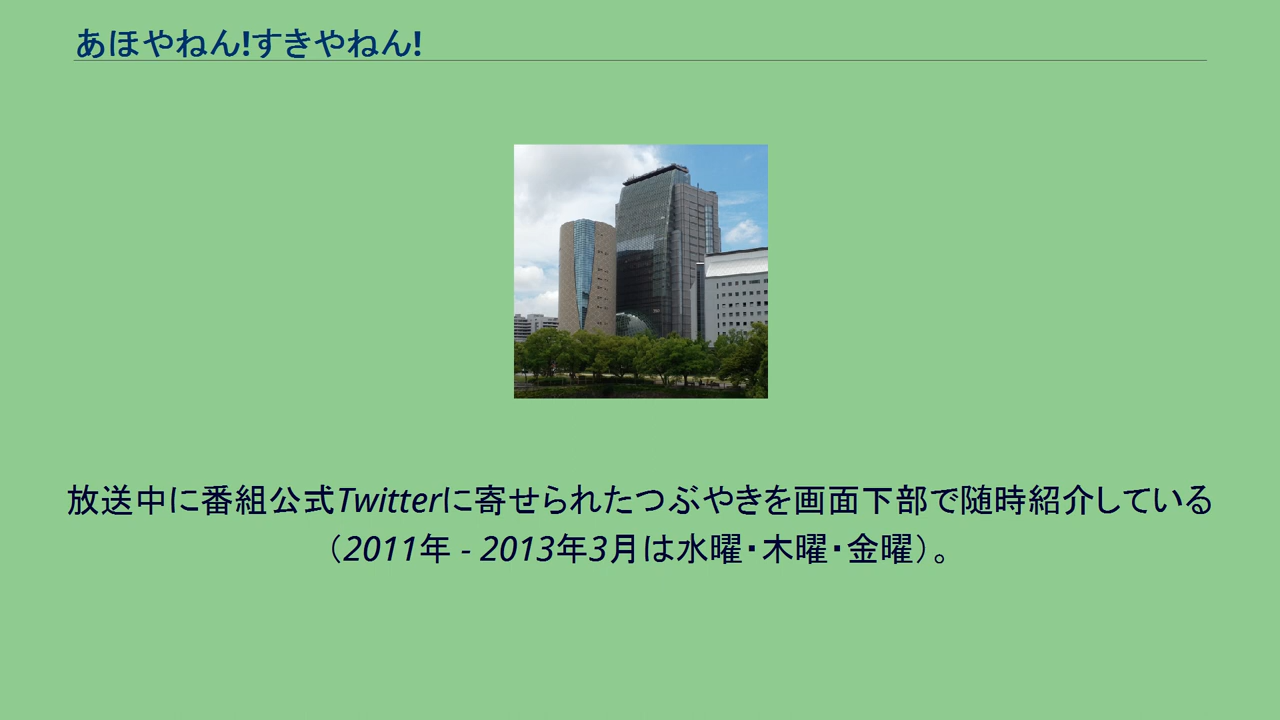 あほやねん!すきやねん!
放送中に番組公式Twitterに寄せられたつぶやきを画面下部で随時紹介している
（2011年 - 2013年3月は水曜・木曜・金曜）。